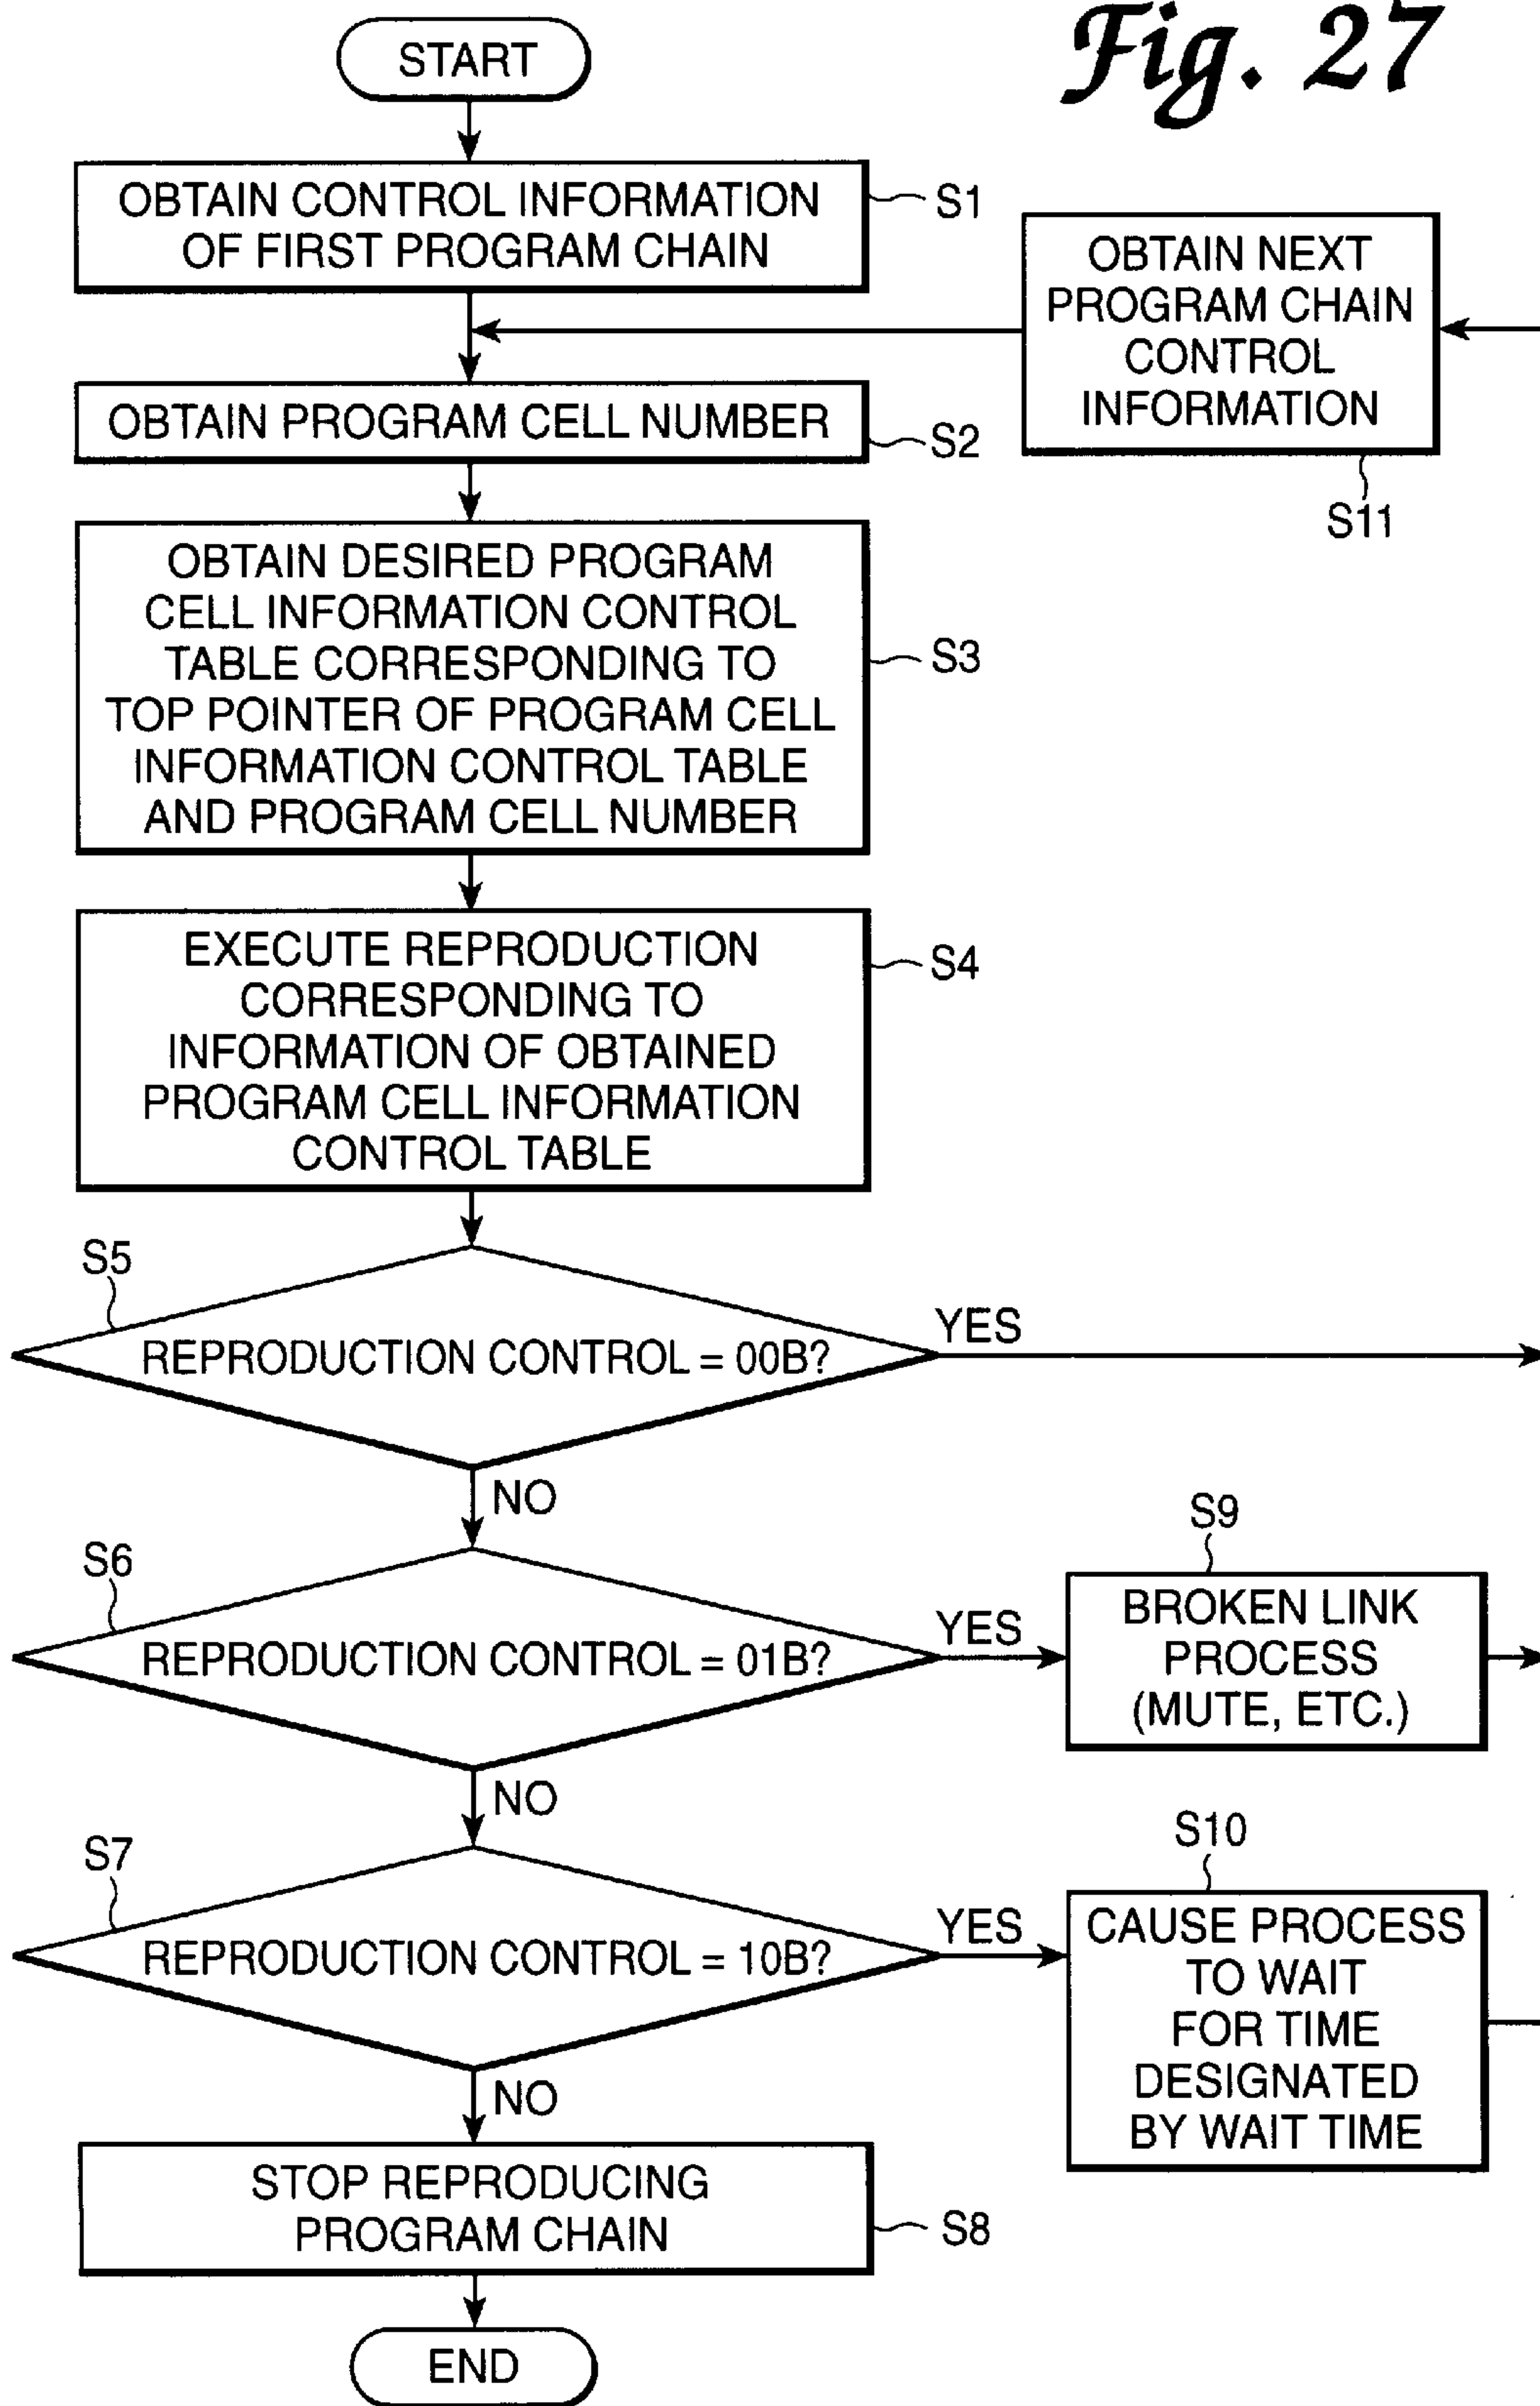 Fig. 27
START
OBTAIN CONTROL INFORMATION
OF FIRST PROGRAM CHAIN
S1
OBTAIN NEXT
PROGRAM CHAIN
CONTROL
INFORMATION
S11
OBTAIN PROGRAM CELL NUMBER
S2
OBTAIN DESIRED PROGRAM
CELL INFORMATION CONTROL
TABLE CORRESPONDING TO
TOP POINTER OF PROGRAM CELL
INFORMATION CONTROL TABLE
AND PROGRAM CELL NUMBER
S3
EXECUTE REPRODUCTION
CORRESPONDING TO
INFORMATION OF OBTAINED
PROGRAM CELL INFORMATION
CONTROL TABLE
S4
S5
REPRODUCTION CONTROL = 00B?
YES
NO
S6
REPRODUCTION CONTROL = 01B?
YES
S9
BROKEN LINK
PROCESS
(MUTE, ETC.)
NO
S7
REPRODUCTION CONTROL = 10B?
YES
S10
CAUSE PROCESS
TO WAIT
FOR TIME
DESIGNATED
BY WAIT TIME
NO
STOP REPRODUCING
PROGRAM CHAIN
S8
END